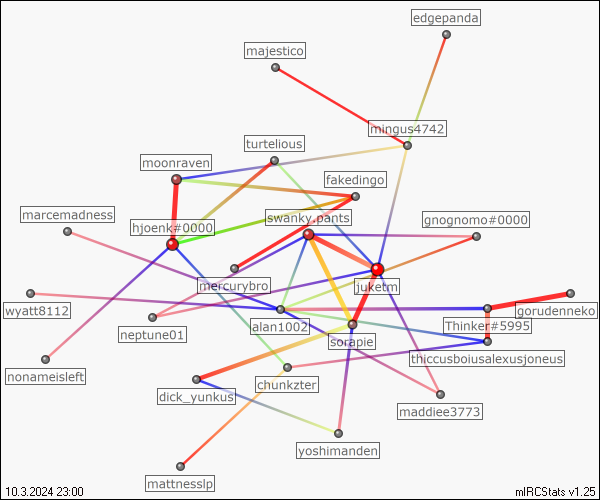 edgepanda
majestico
mingus4742
turtelious
moonraven
fakedingo
marcemadness
swanky.pants
gnognomo#0000
hjoenk#0000
mercurybro
juketm
wyatt8112
gorudenneko
neptune01
alan1002
Thinker#5995
sorapie
thiccusboiusalexusjoneus
nonameisleft
chunkzter
dick_yunkus
maddiee3773
yoshimanden
mattnesslp
10.3.2024 23:00
mIRCStats v1.25